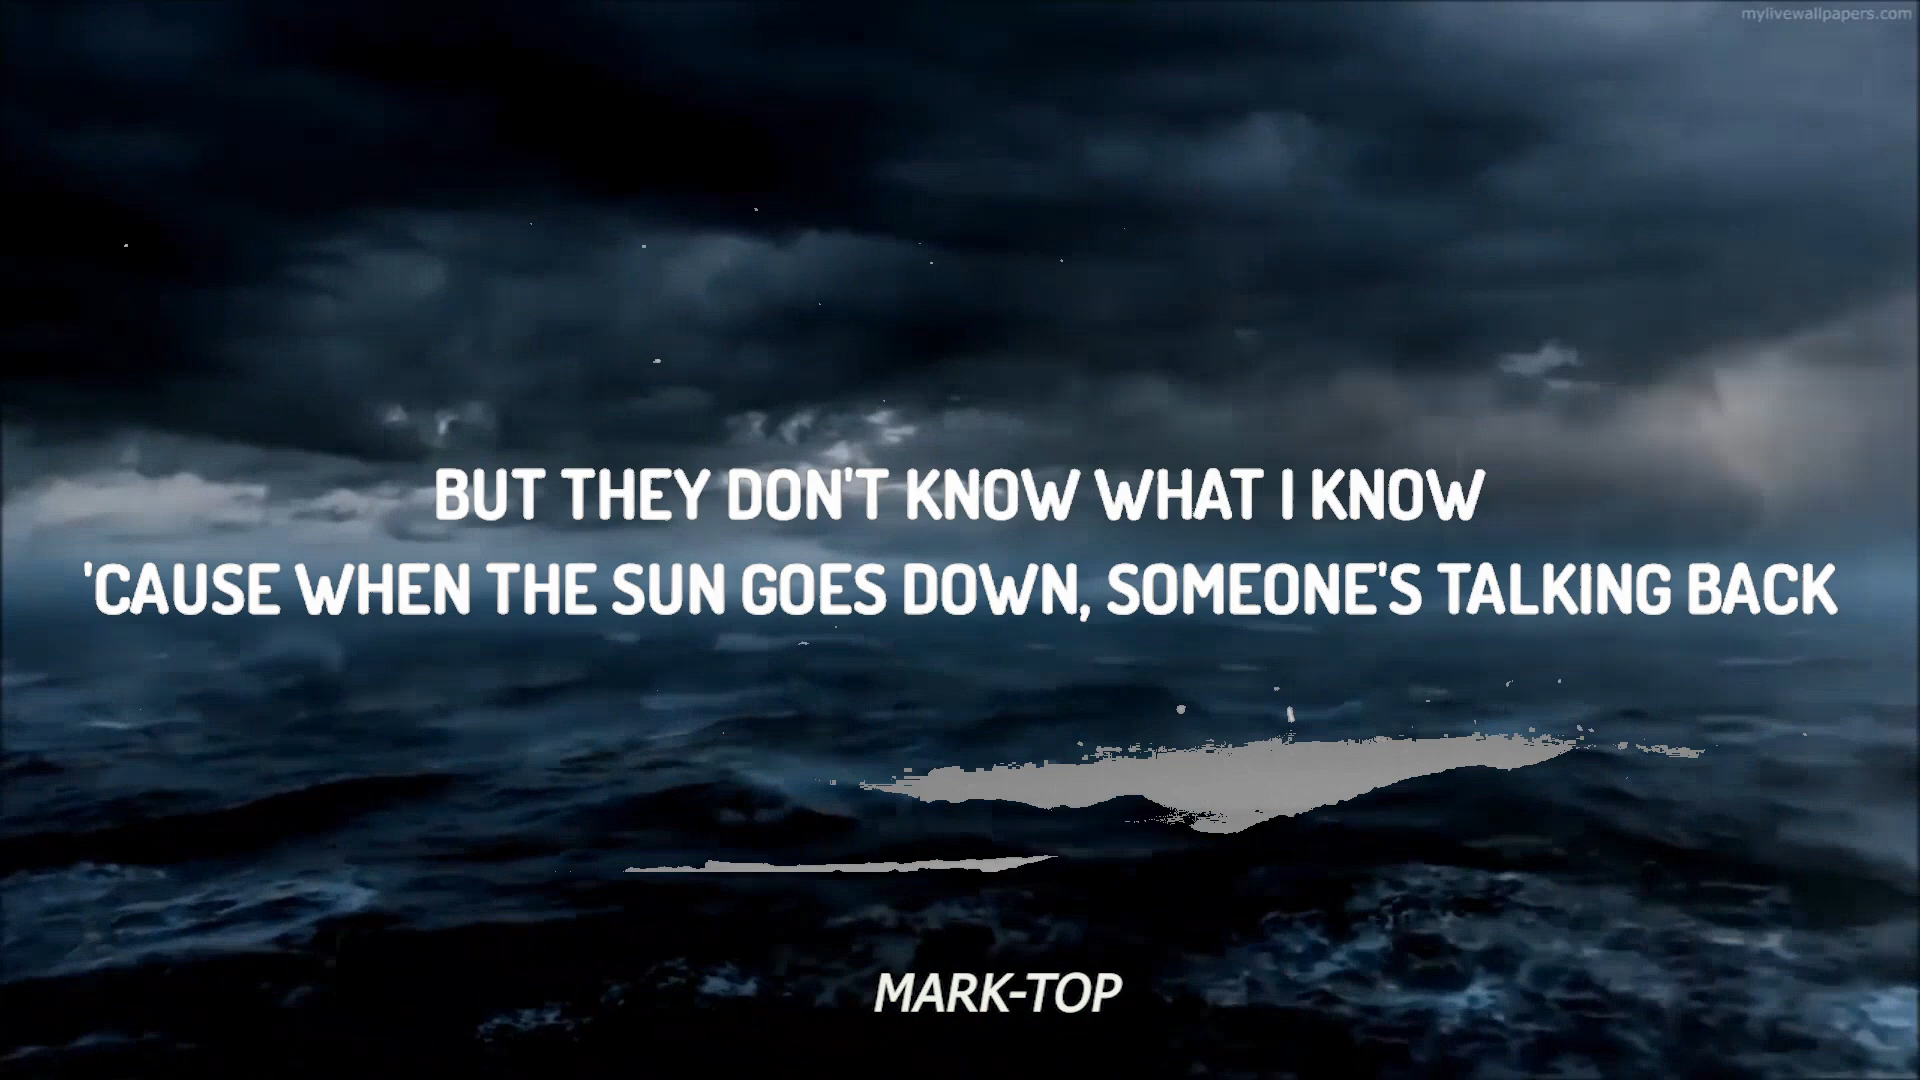 mylivewallpapers.com
BUT THEY DON'T KNOW WHAT I KNOW
'CAUSE WHEN THE SUN GOES DOWN, SOMEONE'S TALKING BACK
MARK-TOP